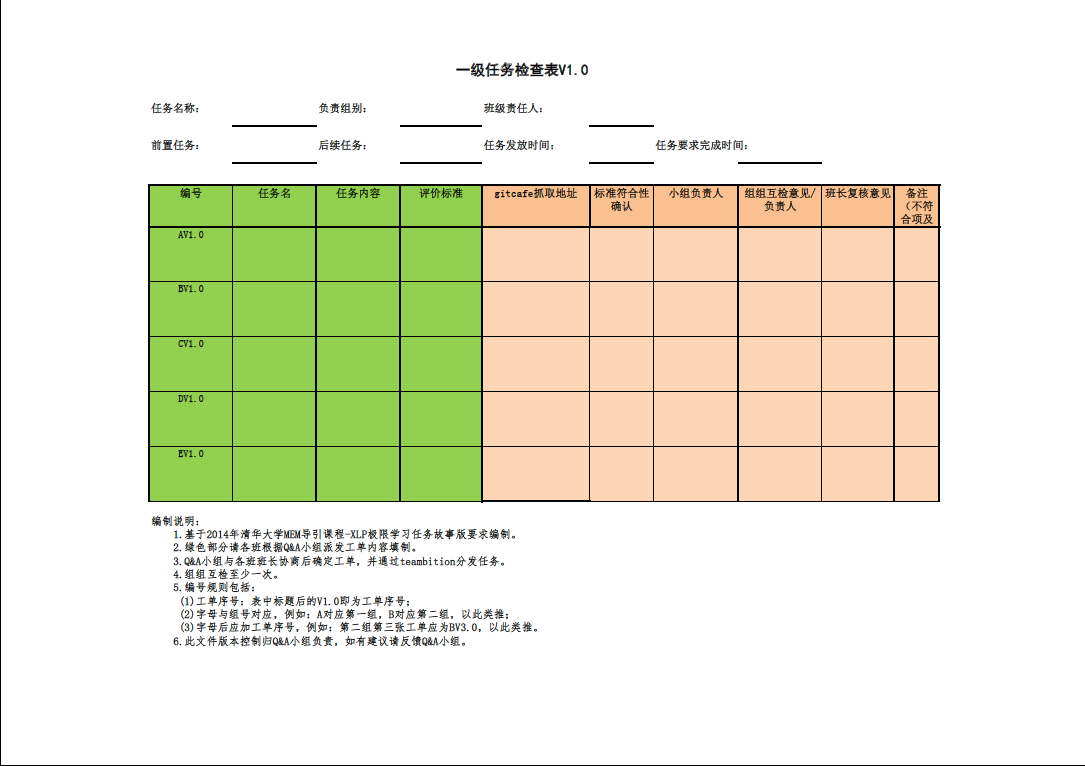 一级任务检查表V1.0
任务名称： 负责组别： 班级责任人：
前置任务： 后续任务： 任务发放时间： 任务要求完成时间：
编号 任务名 任务内容 评价标准 gitcafe抓取地址 标准符合性确认 小组负责人 组组互检意见/负责人 班长复核意见 备注（不符合项及
AV1.0
BV1.0
CV1.0
DV1.0
EV1.0
编制说明：
1.基于2014年清华大学MEM导引课程-XLP极限学习任务故事版要求编制。
2.绿色部分请各班根据Q&A小组派发工单内容填制。
3.Q&A小组与各班班长协商后确定工单，并通过teambition分发任务。
4.组组互检至少一次。
5.编号规则包括：
(1)工单序号：表中标题后的V1.0即为工单序号；
(2)字母与组号对应，例如：A对应第一组，B对应第二组，以此类推；
(3)字母后应加工单序号，例如：第二组第三张工单应为BV3.0，以此类推。
6.此文件版本控制归Q&A小组负责，如有建议请反馈Q&A小组。